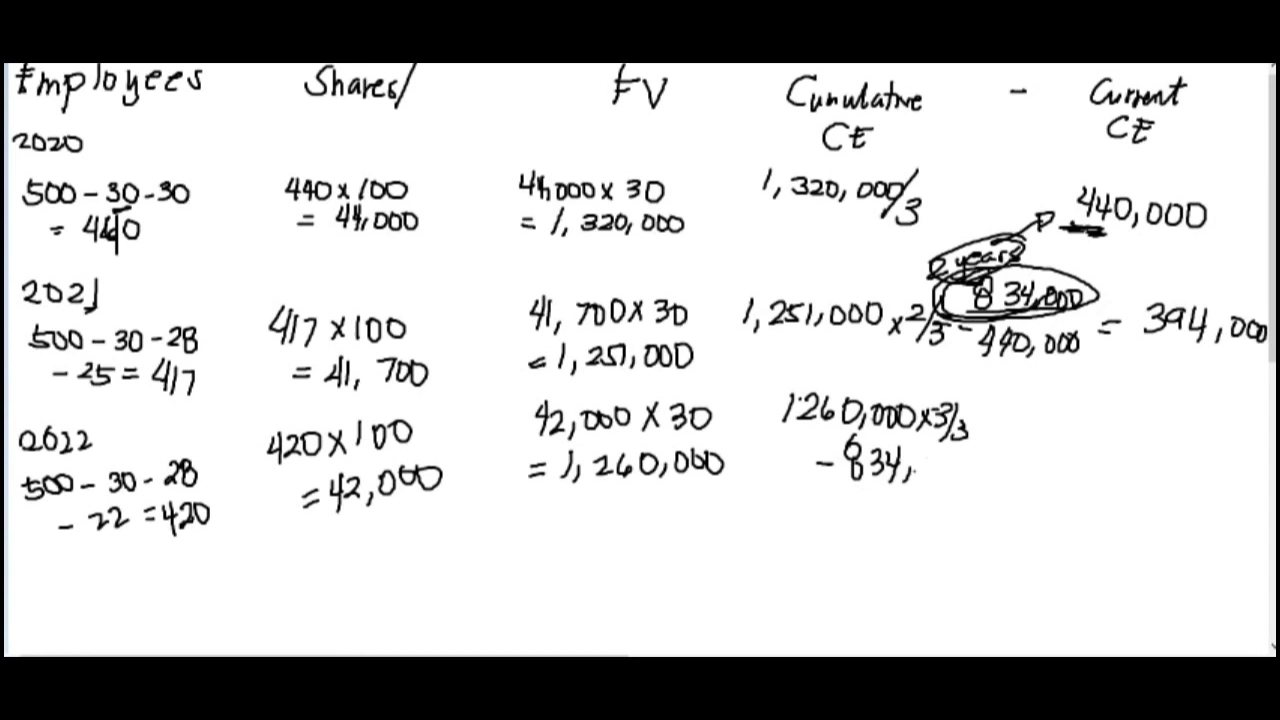 Employees Shares/ FV Cumulative CE - Current CE
2020
500 - 30 - 30 440 x 100 44,000 x 30 1,320,000/3 440,000
= 440 = 44,000 = 1,320,000
2 years
2021 834,000
500 - 30 - 28 417 x 100 41,700 x 30 1,251,000 x 2/3 - 440,000 = 394,000
- 25 = 417 = 41,700 = 1,251,000
2022 420 x 100 42,000 x 30 1260,000 x 3/3
500 - 30 - 28 = 42,000 = 1,260,000 - 834,
- 22 = 420